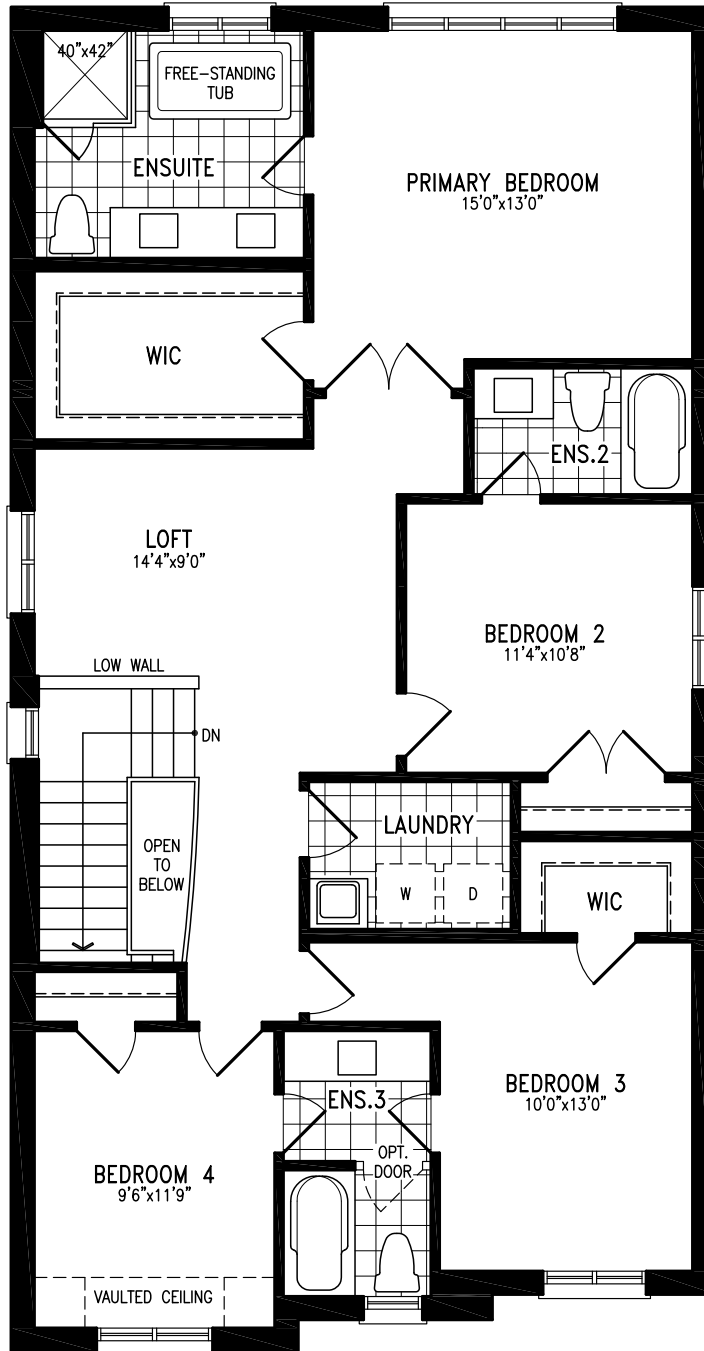 40"x42"
FREE-STANDING
TUB
ENSUITE
PRIMARY BEDROOM
15'0"x13'0"
WIC
ENS.2
LOFT
14'4"x9'0"
BEDROOM 2
11'4"x10'8"
LOW WALL
DN
OPEN
TO
BELOW
LAUNDRY
W
D
WIC
BEDROOM 3
10'0"x13'0"
ENS.3
OPT.
DOOR
BEDROOM 4
9'6"x11'9"
VAULTED CEILING